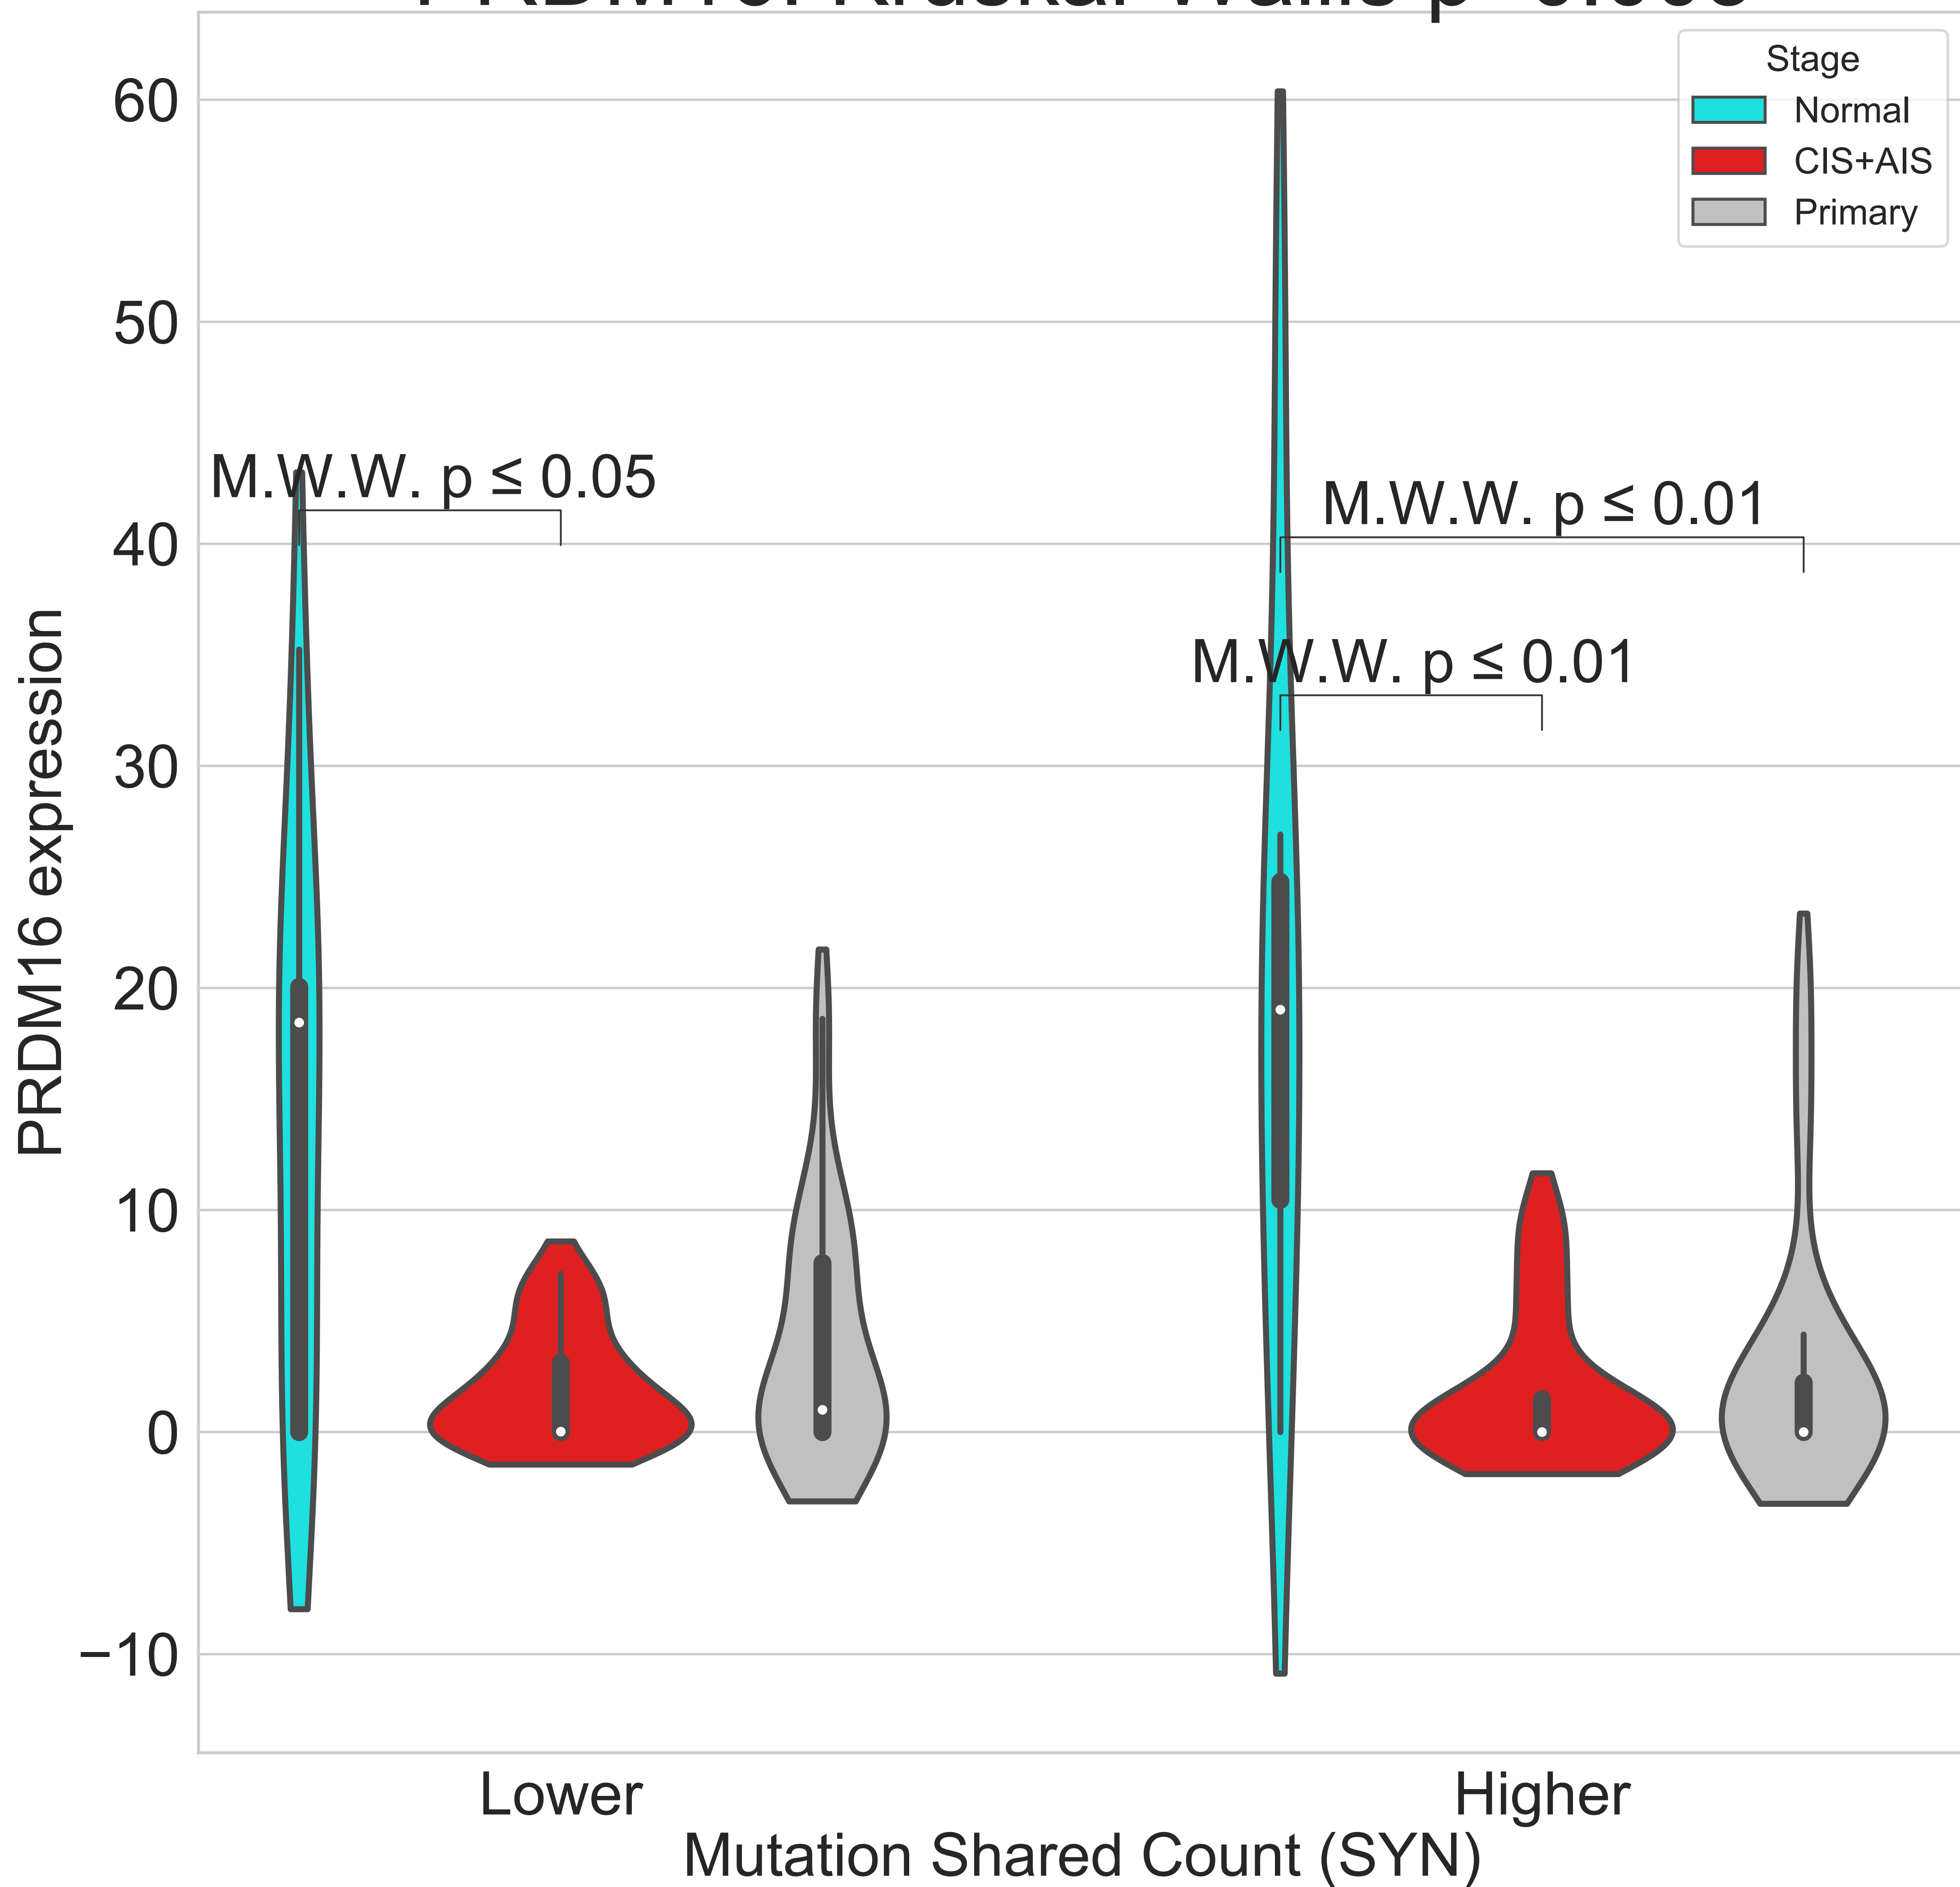 Stage
Normal
CIS+AIS
Primary
60
50
40
30
20
10
0
−10
PRDM16 expression
M.W.W. p ≤ 0.05
M.W.W. p ≤ 0.01
M.W.W. p ≤ 0.01
Lower
Higher
Mutation Shared Count (SYN)